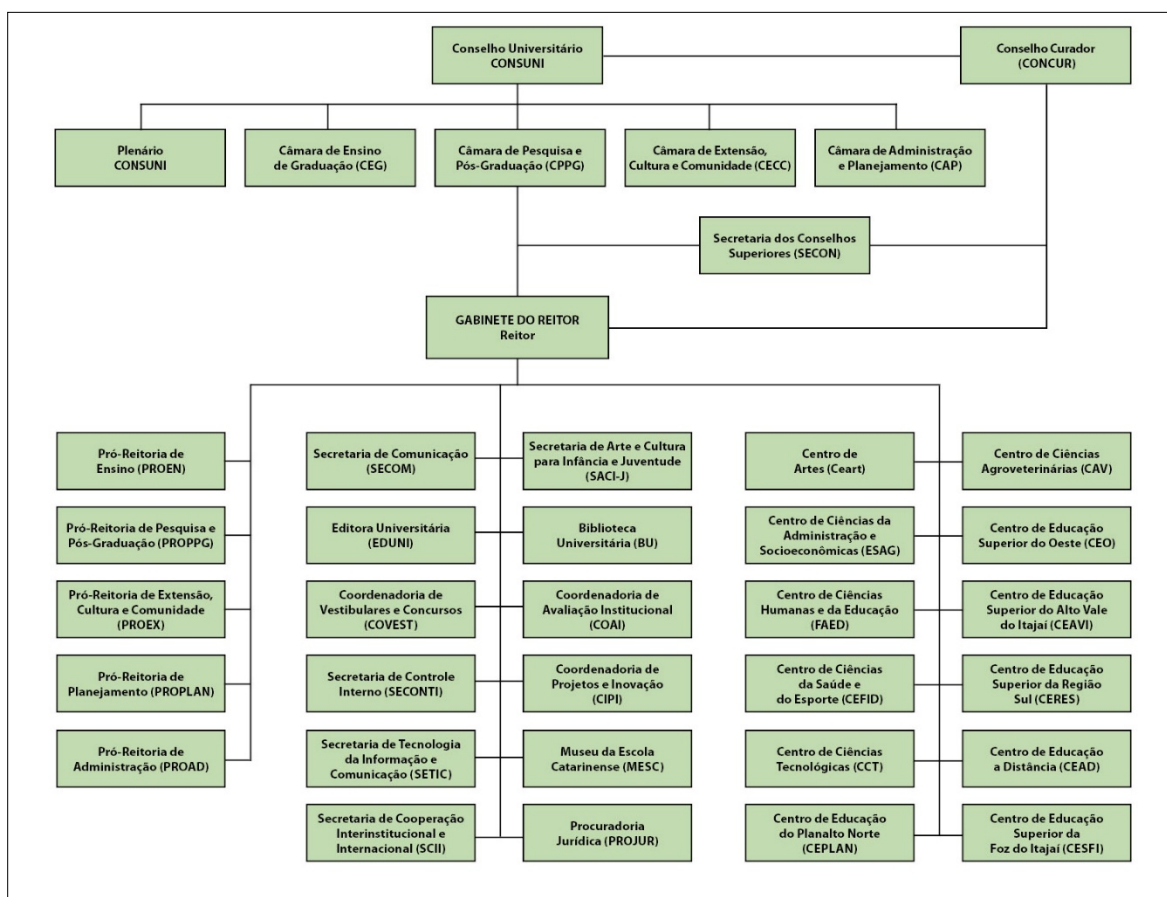 Conselho Universitário
CONSUNI
Conselho Curador
(CONCUR)
Plenário
CONSUNI
Câmara de Ensino
de Graduação (CEG)
Câmara de Pesquisa e
Pós-Graduação (CPPG)
Câmara de Extensão,
Cultura e Comunidade (CECC)
Câmara de Administração
e Planejamento (CAP)
Secretaria dos Conselhos
Superiores (SECON)
GABINETE DO REITOR
Reitor
Pró-Reitoria de
Ensino (PROEN)
Pró-Reitoria de Pesquisa e
Pós-Graduação (PROPPG)
Pró-Reitoria de Extensão,
Cultura e Comunidade
(PROEX)
Pró-Reitoria de
Planejamento (PROPLAN)
Pró-Reitoria de
Administração (PROAD)
Secretaria de Comunicação
(SECOM)
Secretaria de Arte e Cultura
para Infância e Juventude
(SACI-J)
Editora Universitária
(EDUNI)
Biblioteca
Universitária (BU)
Coordenadoria de
Vestibulares e Concursos
(COVEST)
Coordenadoria de
Avaliação Institucional
(COAI)
Secretaria de Controle
Interno (SECONTI)
Coordenadoria de
Projetos e Inovação
(CIPI)
Secretaria de Tecnologia
da Informação e
Comunicação (SETIC)
Museu da Escola
Catarinense (MESC)
Secretaria de Cooperação
Interinstitucional e
Internacional (SCII)
Procuradoria
Jurídica (PROJUR)
Centro de
Artes (Ceart)
Centro de Ciências
Agroveterinárias (CAV)
Centro de Ciências da
Administração e
Socioeconômicas (ESAG)
Centro de Educação
Superior do Oeste (CEO)
Centro de Ciências
Humanas e da Educação
(FAED)
Centro de Educação
Superior do Alto Vale
do Itajaí (CEAVI)
Centro de Ciências
da Saúde e
do Esporte (CEFID)
Centro de Educação
Superior da Região
Sul (CERES)
Centro de Ciências
Tecnológicas (CCT)
Centro de Educação
a Distância (CEAD)
Centro de Educação
do Planalto Norte
(CEPLAN)
Centro de Educação
Superior da
Foz do Itajaí (CESFI)